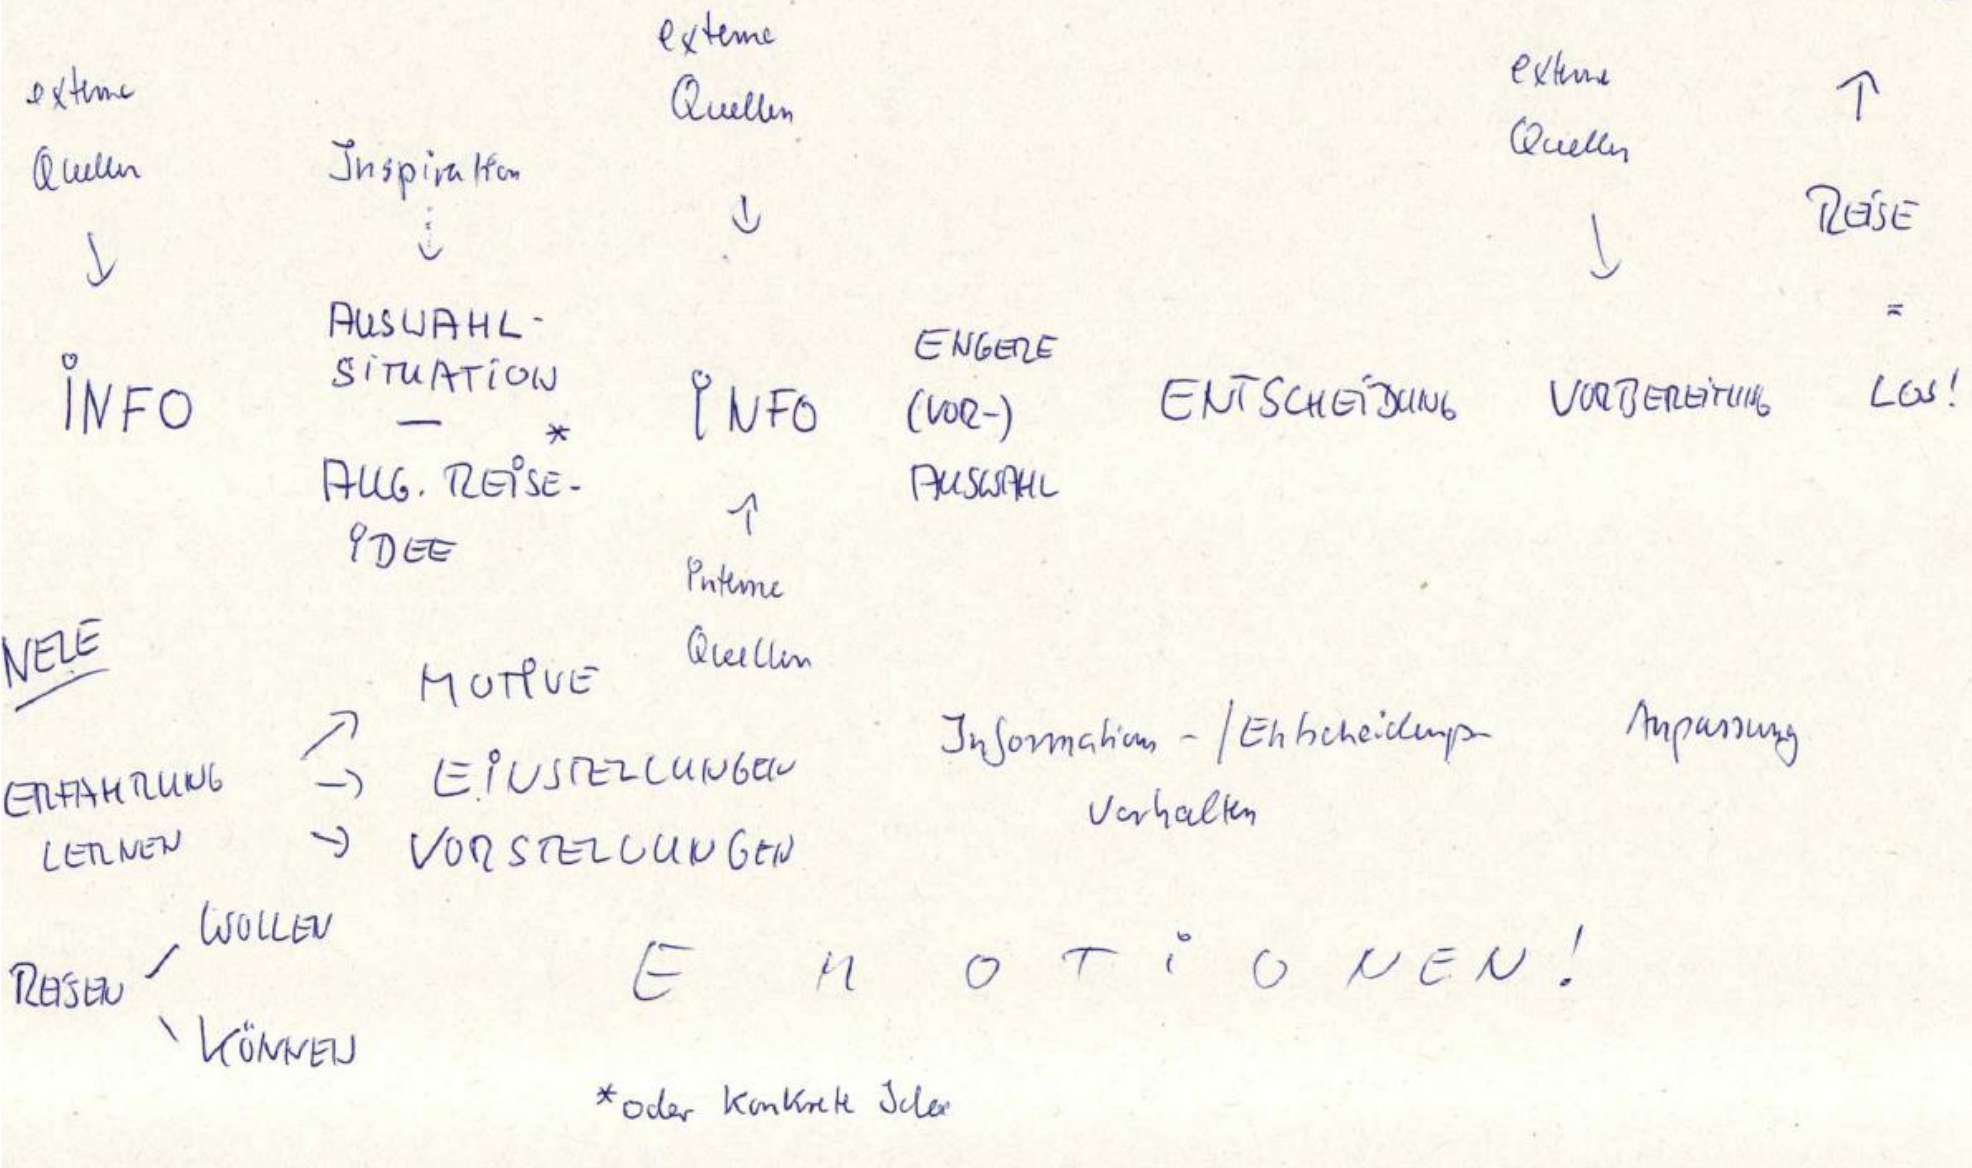 externe
Quellen
↓
INFO
Inspiration
↓
AUSWAHL-
SITUATION
— *
ALLG. REISE-
IDEE
externe
Quellen
↓
INFO
↑
interne
Quellen
ENGERE
(VOR-)
AUSWAHL
ENTSCHEIDUNG
externe
Quellen
↓
VORBEREITUNG
↑
REISE
=
LOS!
NELE
ERFAHRUNG
LERNEN
↗ MOTIVE
→ EINSTELLUNGEN
→ VORSTELLUNGEN
Informations-/Entscheidungs-
verhalten
Anpassung
REISEN
WOLLEN
KÖNNEN
EMOTIONEN!
*oder konkrete Idee